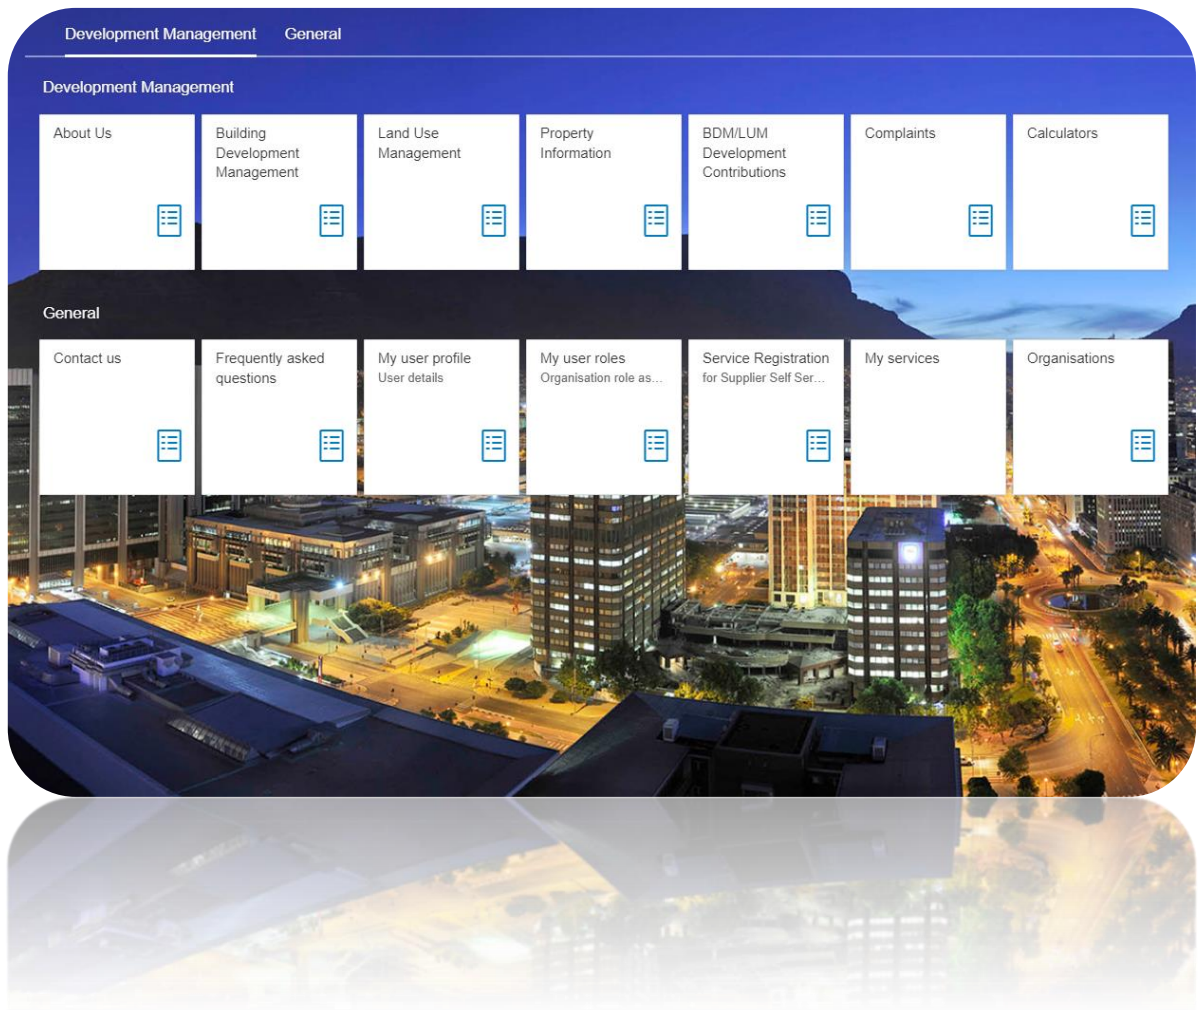 Development Management General
Development Management
About Us
Building
Development
Management
Land Use
Management
Property
Information
BDM/LUM
Development
Contributions
Complaints
Calculators
General
Contact us
Frequently asked
questions
My user profile
User details
My user roles
Organisation role as...
Service Registration
for Supplier Self Ser...
My services
Organisations